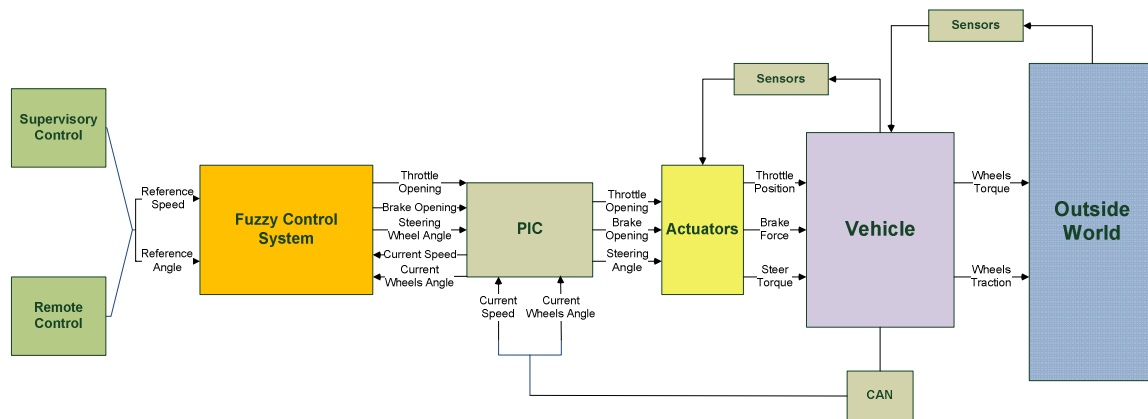 Sensors
Sensors
Supervisory
Control
Remote
Control
Reference
Speed
Reference
Angle
Fuzzy Control
System
Throttle
Opening
Brake Opening
Steering
Wheel Angle
Current Speed
Current
Wheels Angle
PIC
Current
Speed
Current
Wheels Angle
Throttle
Opening
Brake
Opening
Steering
Angle
Actuators
Throttle
Position
Brake
Force
Steer
Torque
Vehicle
CAN
Wheels
Torque
Wheels
Traction
Outside
World